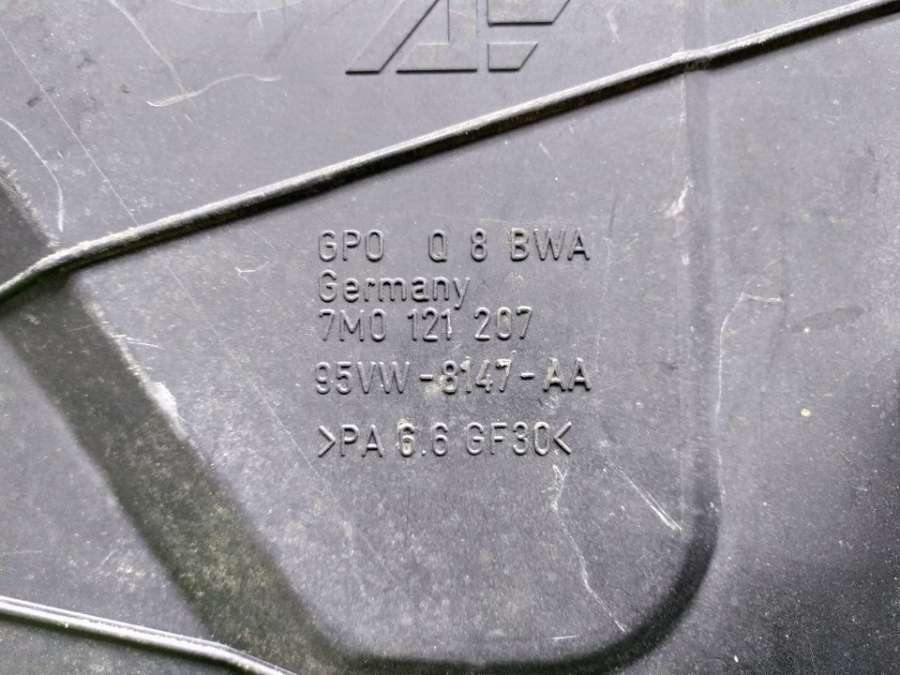 GPO Q 8 BWA
Germany
7M0 121 207
95VW-8147-AA
>PA 6.6 GF30<